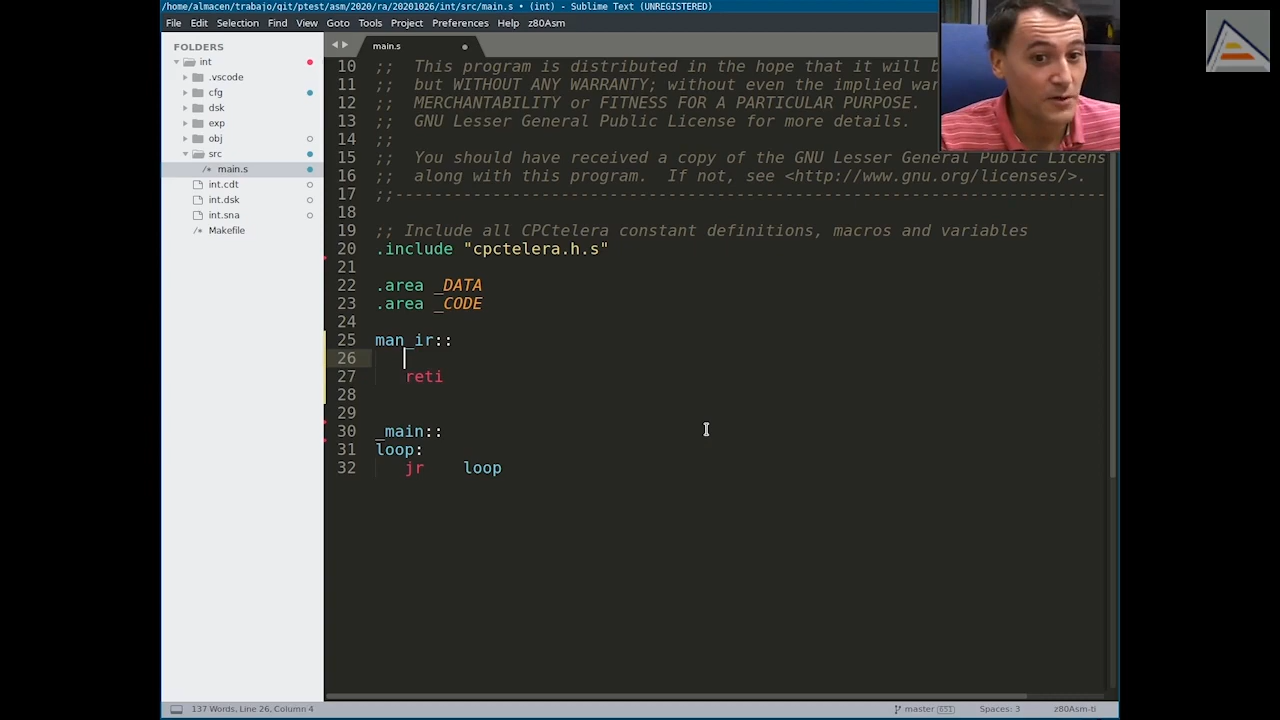 /home/almacen/trabajo/git/ptest/asm/2020/ra/20201026/int/src/main.s • (int) - Sublime Text (UNREGISTERED)
File Edit Selection Find View Goto Tools Project Preferences Help z80Asm
FOLDERS
int
.vscode
cfg
dsk
exp
obj
src
/* main.s
int.cdt
int.dsk
int.sna
/* Makefile
main.s
10 ;; This program is distributed in the hope that it will b
11 ;; but WITHOUT ANY WARRANTY; without even the implied war
12 ;; MERCHANTABILITY or FITNESS FOR A PARTICULAR PURPOSE.
13 ;; GNU Lesser General Public License for more details.
14 ;;
15 ;; You should have received a copy of the GNU Lesser General Public Licens
16 ;; along with this program. If not, see <http://www.gnu.org/licenses/>.
17 ;;-------------------------------------------------------------------------
18
19 ;; Include all CPCtelera constant definitions, macros and variables
20 .include "cpctelera.h.s"
21
22 .area _DATA
23 .area _CODE
24
25 man_ir::
26
27 reti
28
29
30 _main::
31 loop:
32 jr loop
137 Words, Line 26, Column 4
master 651
Spaces: 3
z80Asm-ti